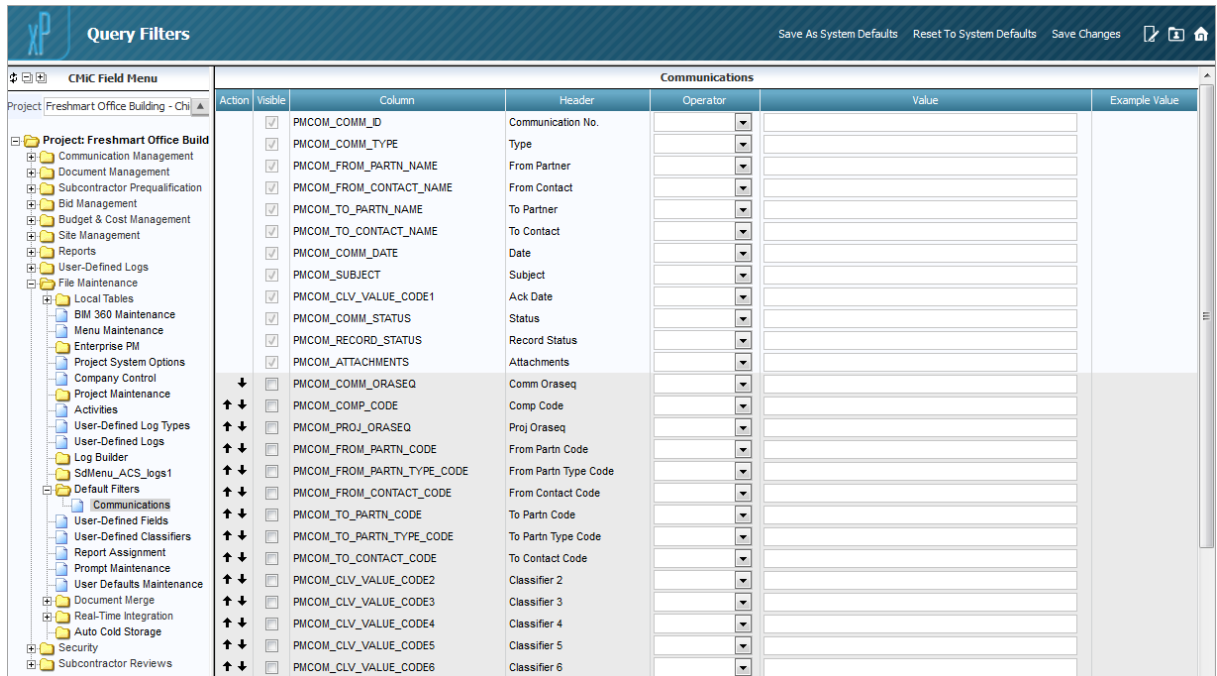 xP Query Filters Save As System Defaults Reset To System Defaults Save Changes
CMiC Field Menu
Project Freshmart Office Building - Chi
Project: Freshmart Office Build
Communication Management
Document Management
Subcontractor Prequalification
Bid Management
Budget & Cost Management
Site Management
Reports
User-Defined Logs
File Maintenance
Local Tables
BIM 360 Maintenance
Menu Maintenance
Enterprise PM
Project System Options
Company Control
Project Maintenance
Activities
User-Defined Log Types
User-Defined Logs
Log Builder
SdMenu_ACS_logs1
Default Filters
Communications
User-Defined Fields
User-Defined Classifiers
Report Assignment
Prompt Maintenance
User Defaults Maintenance
Document Merge
Real-Time Integration
Auto Cold Storage
Security
Subcontractor Reviews
Communications
Action Visible Column Header Operator Value Example Value
PMCOM_COMM_ID Communication No.
PMCOM_COMM_TYPE Type
PMCOM_FROM_PARTN_NAME From Partner
PMCOM_FROM_CONTACT_NAME From Contact
PMCOM_TO_PARTN_NAME To Partner
PMCOM_TO_CONTACT_NAME To Contact
PMCOM_COMM_DATE Date
PMCOM_SUBJECT Subject
PMCOM_CLV_VALUE_CODE1 Ack Date
PMCOM_COMM_STATUS Status
PMCOM_RECORD_STATUS Record Status
PMCOM_ATTACHMENTS Attachments
PMCOM_COMM_ORASEQ Comm Oraseq
PMCOM_COMP_CODE Comp Code
PMCOM_PROJ_ORASEQ Proj Oraseq
PMCOM_FROM_PARTN_CODE From Partn Code
PMCOM_FROM_PARTN_TYPE_CODE From Partn Type Code
PMCOM_FROM_CONTACT_CODE From Contact Code
PMCOM_TO_PARTN_CODE To Partn Code
PMCOM_TO_PARTN_TYPE_CODE To Partn Type Code
PMCOM_TO_CONTACT_CODE To Contact Code
PMCOM_CLV_VALUE_CODE2 Classifier 2
PMCOM_CLV_VALUE_CODE3 Classifier 3
PMCOM_CLV_VALUE_CODE4 Classifier 4
PMCOM_CLV_VALUE_CODE5 Classifier 5
PMCOM_CLV_VALUE_CODE6 Classifier 6